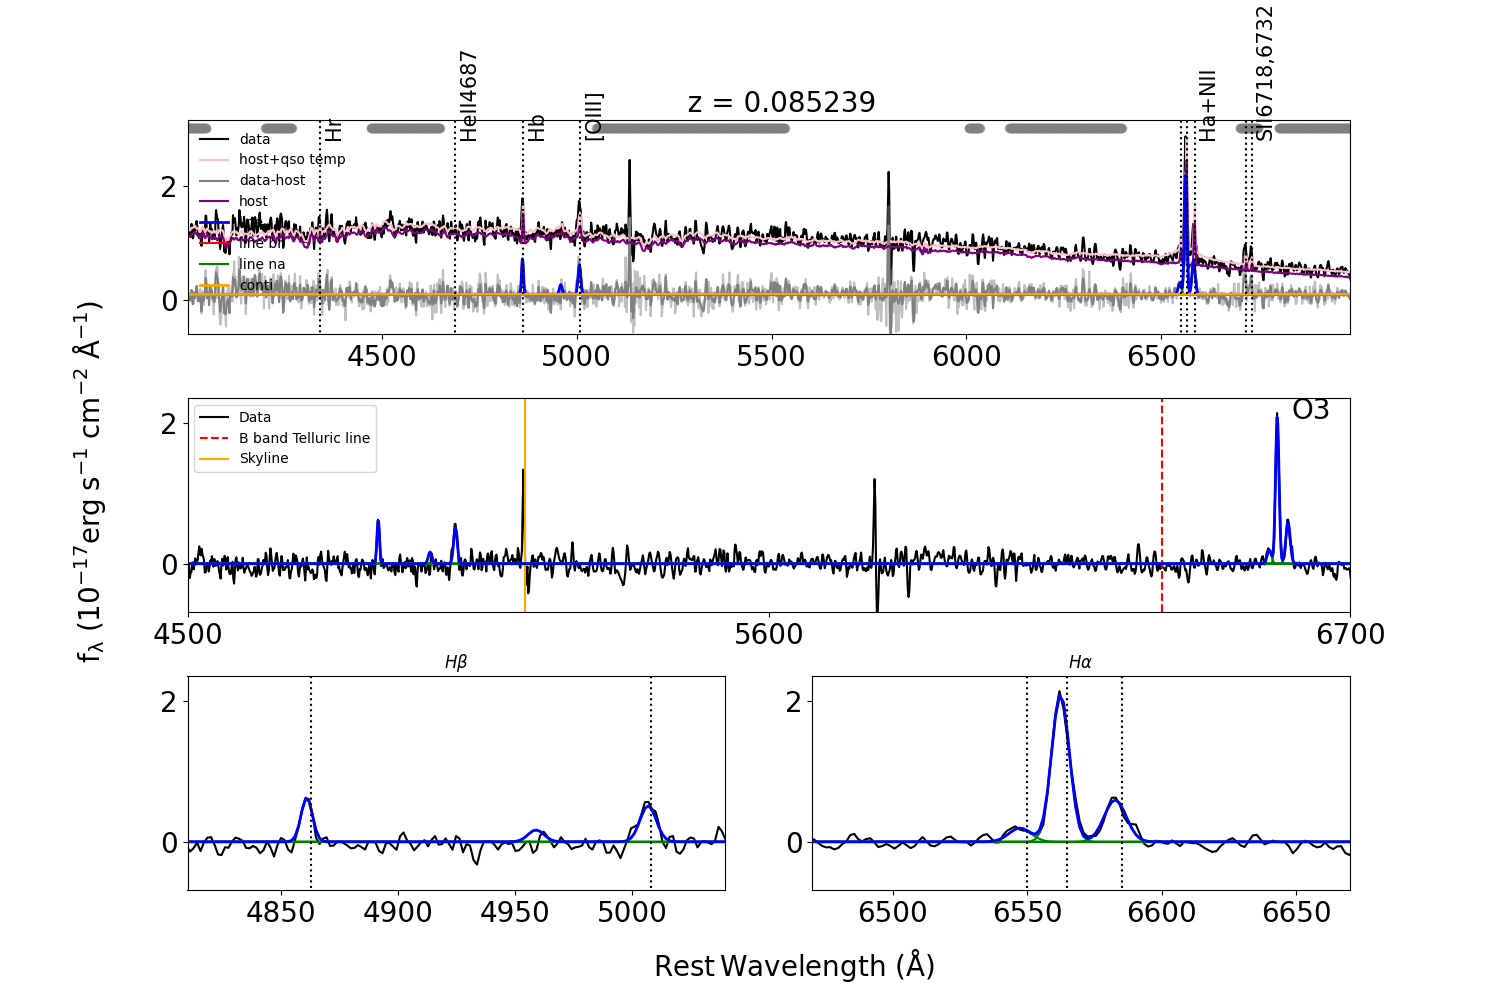 HeII4687
SII6718,6732
z = 0.085239
Hr
Hb
[OIII]
Ha+NII
data
host+qso temp
data-host
host
line br
line na
conti
2
0
4500
5000
5500
6000
6500
fλ (10⁻¹⁷erg s⁻¹ cm⁻² Å⁻¹)
Data
B band Telluric line
Skyline
O3
2
0
4500
5600
6700
Hβ
Hα
2
0
4850
4900
4950
5000
2
0
6500
6550
6600
6650
Rest Wavelength (Å)